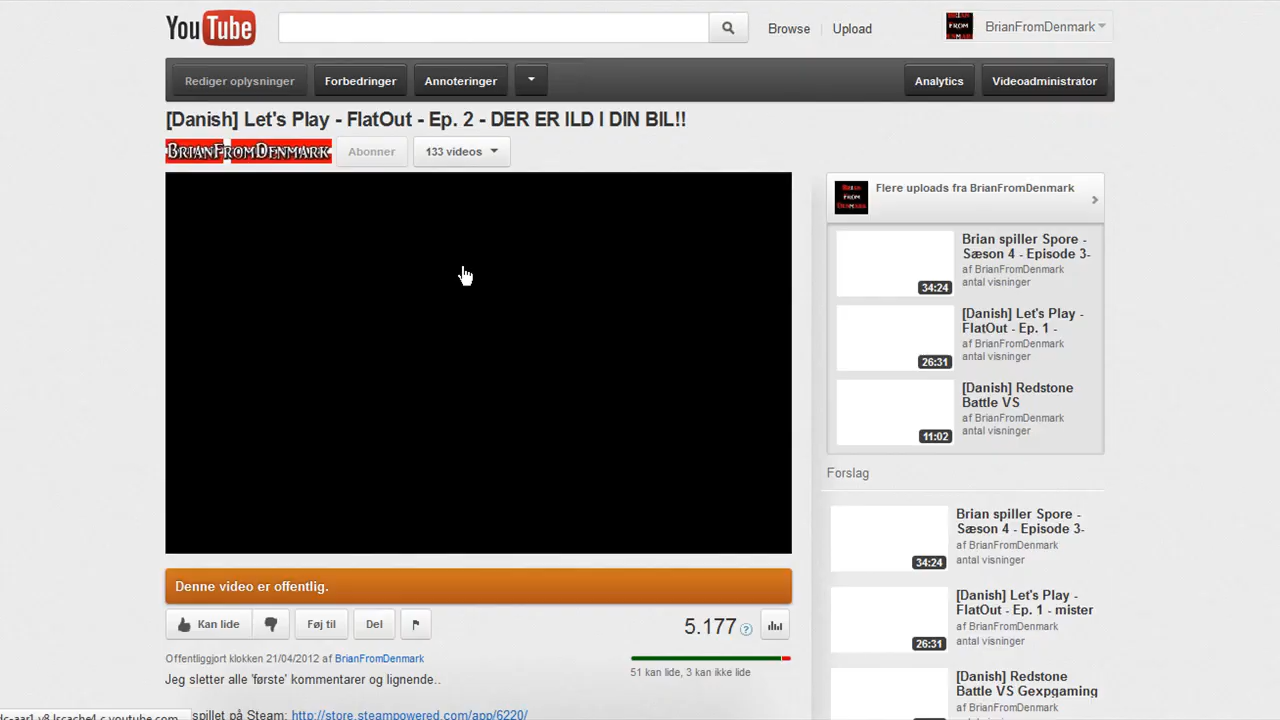 YouTube
Browse
Upload
BrianFromDenmark
Rediger oplysninger
Forbedringer
Annoteringer
Analytics
Videoadministrator
[Danish] Let's Play - FlatOut - Ep. 2 - DER ER ILD I DIN BIL!!
BRIANFROMDENMARK
Abonner
133 videos
Flere uploads fra BrianFromDenmark
Brian spiller Spore -
Sæson 4 - Episode 3-
af BrianFromDenmark
antal visninger
34:24
[Danish] Let's Play -
FlatOut - Ep. 1 -
af BrianFromDenmark
antal visninger
26:31
[Danish] Redstone
Battle VS
af BrianFromDenmark
antal visninger
11:02
Forslag
Brian spiller Spore -
Sæson 4 - Episode 3-
af BrianFromDenmark
antal visninger
34:24
[Danish] Let's Play -
FlatOut - Ep. 1 - mister
af BrianFromDenmark
antal visninger
26:31
[Danish] Redstone
Battle VS Gexpgaming
af BrianFromDenmark
Denne video er offentlig.
Kan lide
Føj til
Del
5.177
Offentliggjort klokken 21/04/2012 af BrianFromDenmark
51 kan lide, 3 kan ikke lide
Jeg sletter alle 'første' kommentarer og lignende..
spillet på Steam: http://store.steampowered.com/app/6220/